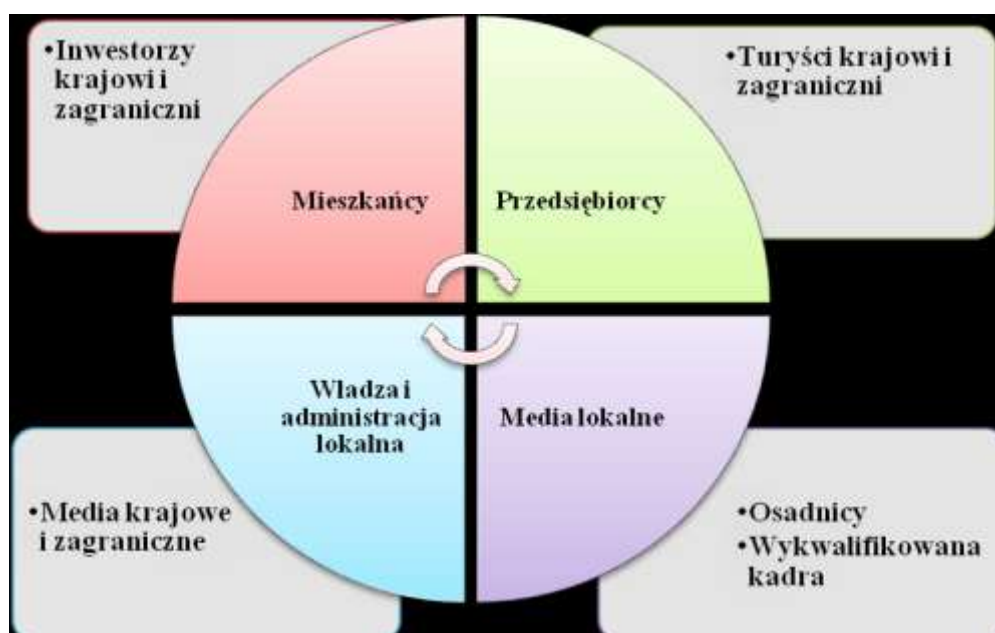 •Inwestorzy
krajowi i
zagraniczni
•Turyści krajowi i
zagraniczni
Mieszkańcy
Przedsiębiorcy
Władza i
administracja
lokalna
Media lokalne
•Media krajowe
i zagraniczne
•Osadnicy
•Wykwalifikowana
kadra